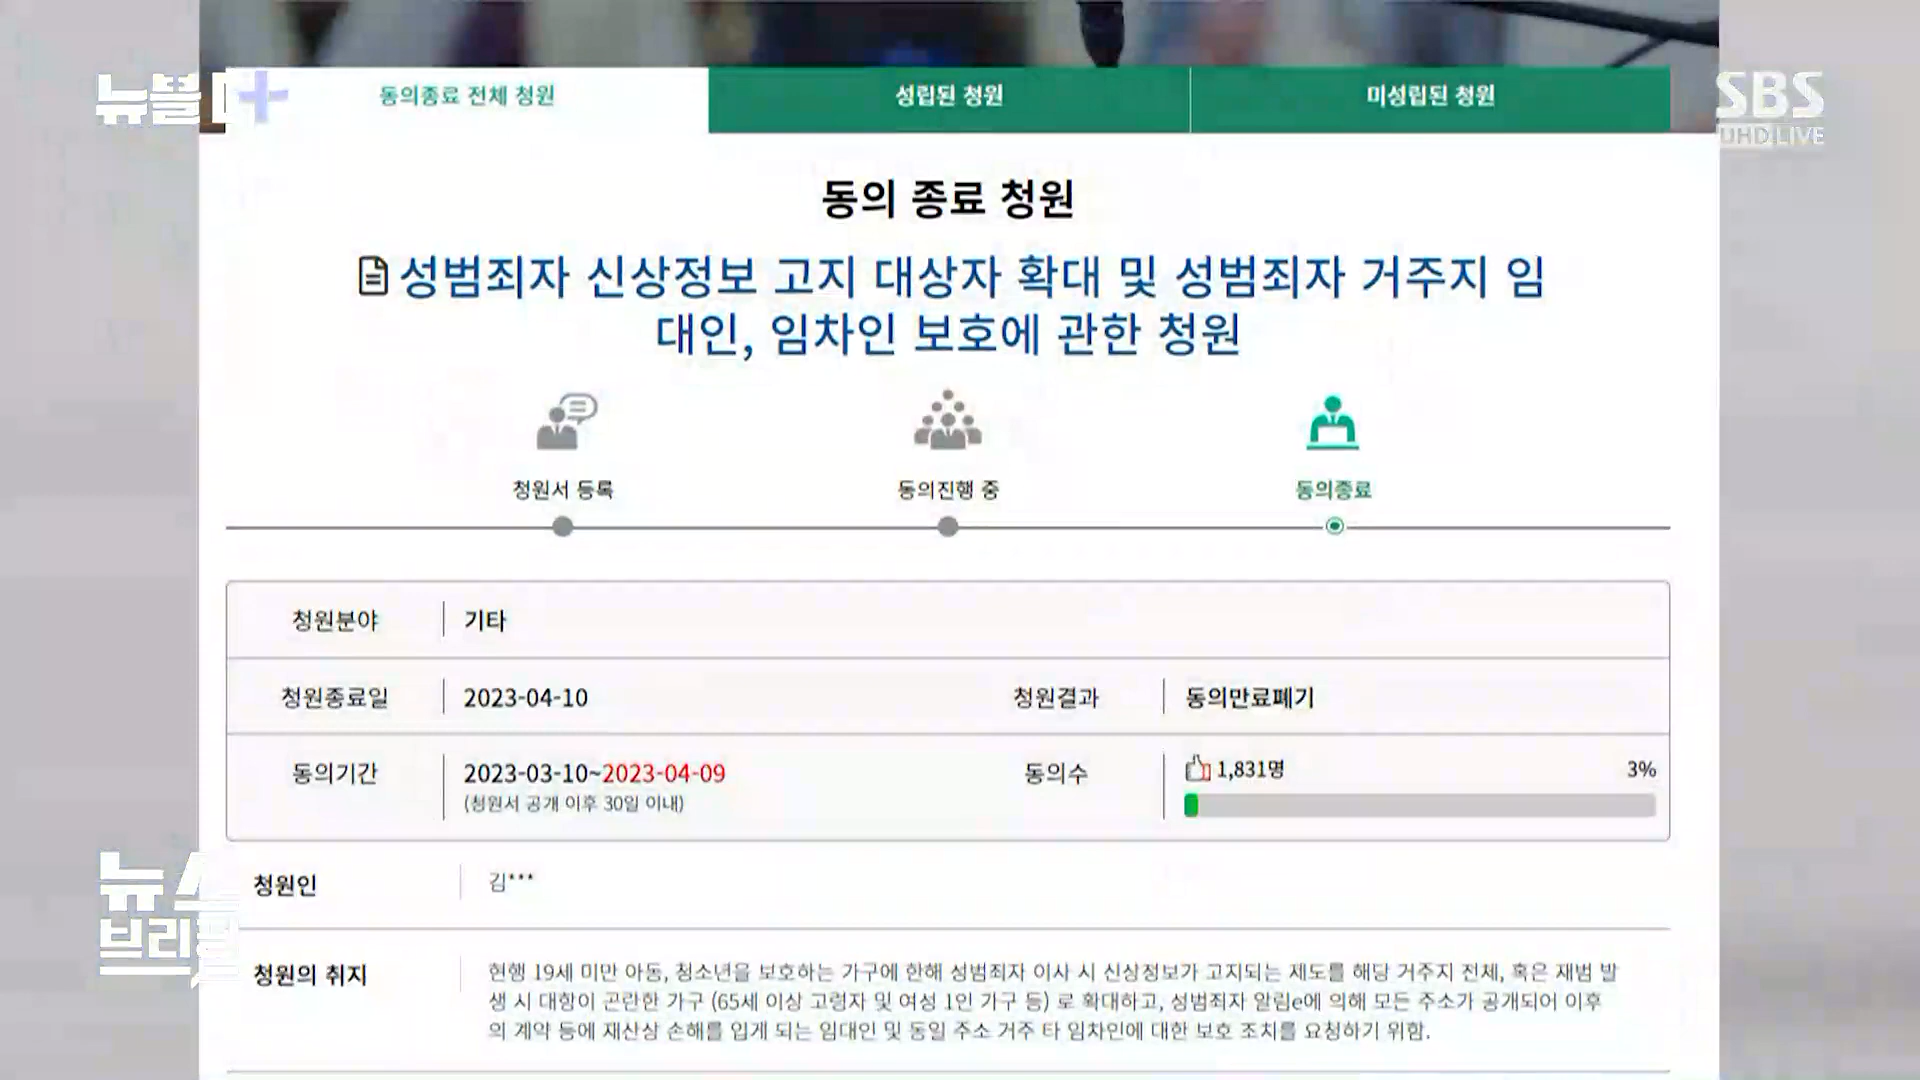 뉴블더+
SBS
UHD LIVE
동의종료 전체 청원
성립된 청원
미성립된 청원
동의 종료 청원
성범죄자 신상정보 고지 대상자 확대 및 성범죄자 거주지 임
대인, 임차인 보호에 관한 청원
청원서 등록
동의진행 중
동의종료
청원분야 기타
청원종료일 2023-04-10 청원결과 동의만료폐기
동의기간 2023-03-10~2023-04-09 동의수 1,831명 3%
(청원서 공개 이후 30일 이내)
뉴스
브리핑
청원인 김***
청원의 취지
현행 19세 미만 아동, 청소년을 보호하는 가구에 한해 성범죄자 이사 시 신상정보가 고지되는 제도를 해당 거주지 전체, 혹은 재범 발
생 시 대항이 곤란한 가구 (65세 이상 고령자 및 여성 1인 가구 등) 로 확대하고, 성범죄자 알림e에 의해 모든 주소가 공개되어 이후
의 계약 등에 재산상 손해를 입게 되는 임대인 및 동일 주소 거주 타 임차인에 대한 보호 조치를 요청하기 위함.